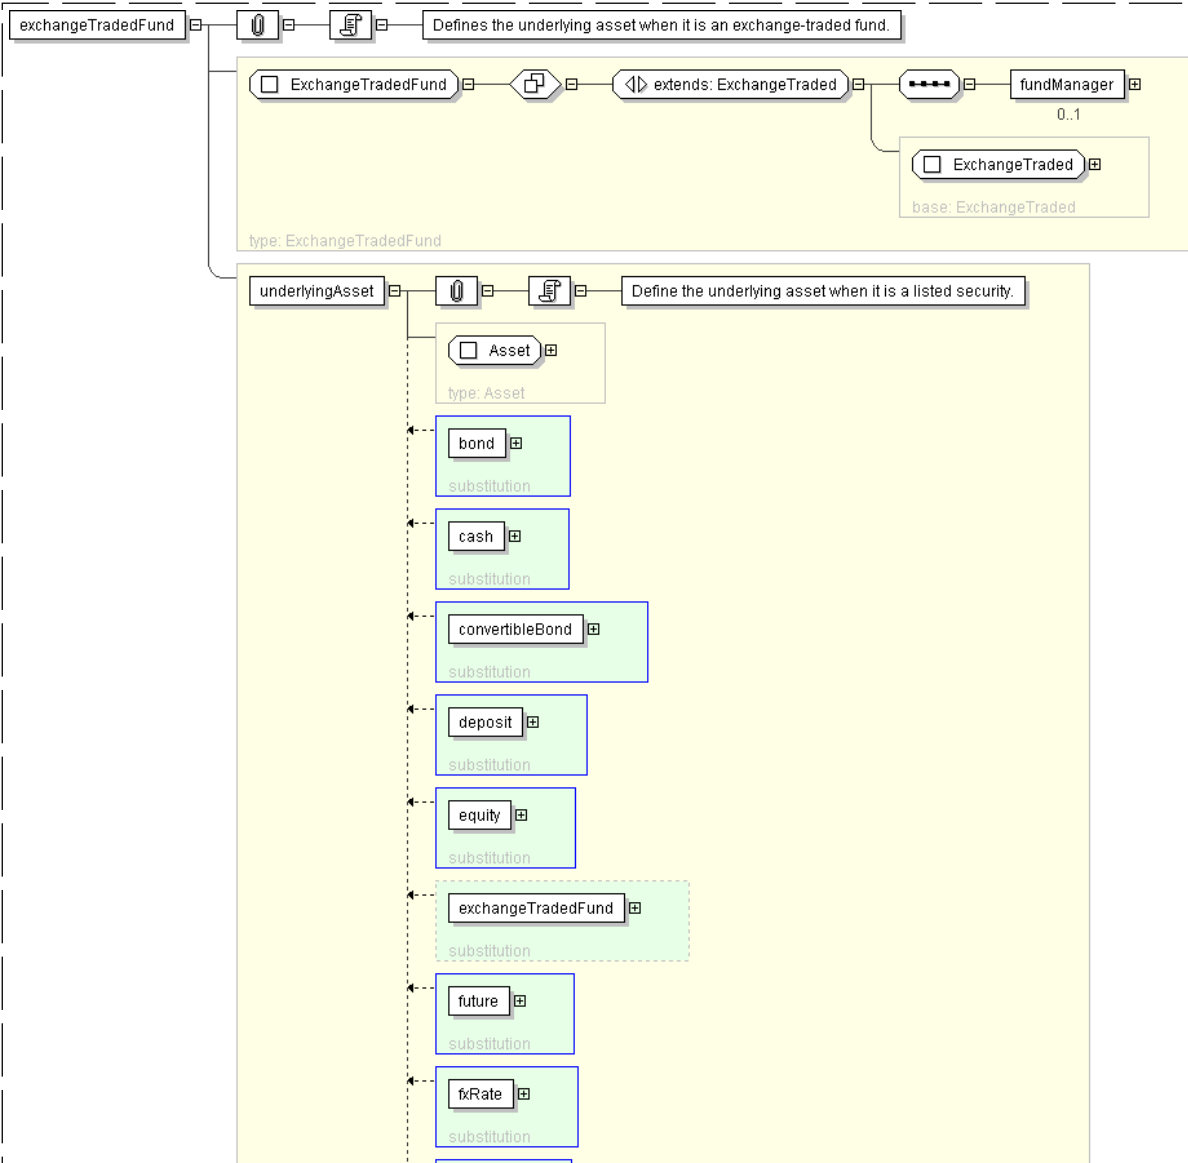 exchangeTradedFund Defines the underlying asset when it is an exchange-traded fund.
ExchangeTradedFund extends: ExchangeTraded fundManager
0..1
ExchangeTraded
base: ExchangeTraded
type: ExchangeTradedFund
underlyingAsset Define the underlying asset when it is a listed security.
Asset
type: Asset
bond
substitution
cash
substitution
convertibleBond
substitution
deposit
substitution
equity
substitution
exchangeTradedFund
substitution
future
substitution
fxRate
substitution